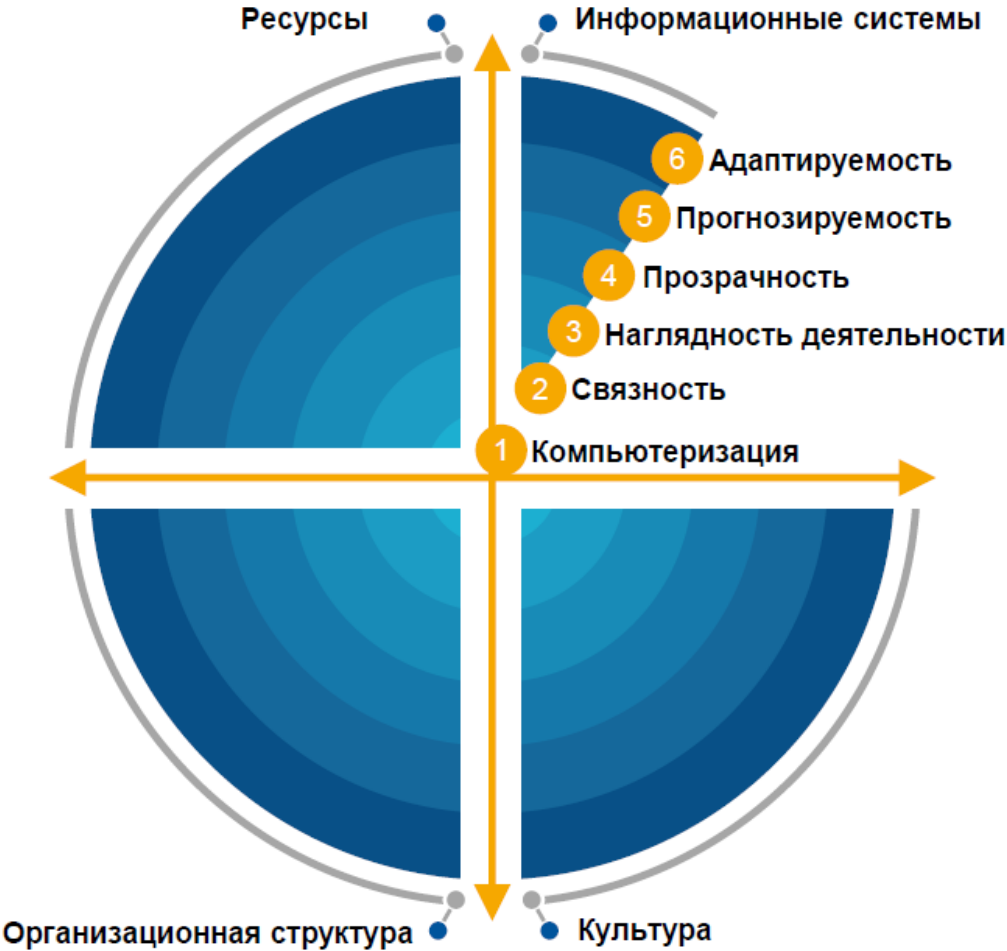 Ресурсы
Информационные системы
6 Адаптируемость
5 Прогнозируемость
4 Прозрачность
3 Наглядность деятельности
2 Связность
1 Компьютеризация
Организационная структура
Культура